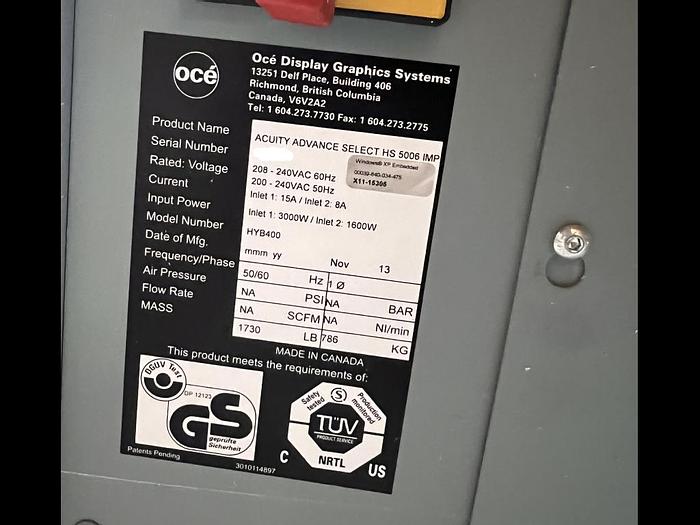 océ
Océ Display Graphics Systems
13251 Delf Place, Building 406
Richmond, British Columbia
Canada, V6V2A2
Tel: 1 604.273.7730 Fax: 1 604.273.2775
Product Name ACUITY ADVANCE SELECT HS 5006 IMP
Serial Number
Windows® XP Embedded
00039-640-034-475
X11-15395
Rated: Voltage 208 - 240VAC 60Hz
200 - 240VAC 50Hz
Current Inlet 1: 15A / Inlet 2: 8A
Input Power Inlet 1: 3000W / Inlet 2: 1600W
Model Number HYB400
Date of Mfg. mmm yy Nov 13
Frequency/Phase 50/60 Hz 1 Ø
Air Pressure NA PSI NA BAR
Flow Rate NA SCFM NA Nl/min
MASS 1730 LB 786 KG
MADE IN CANADA
This product meets the requirements of:
DGUV Test
DP 12123
GS
geprüfte
Sicherheit
Safety tested
S
Production monitored
TÜV
PRODUCT SERVICE
C NRTL US
Patents Pending
3010114897